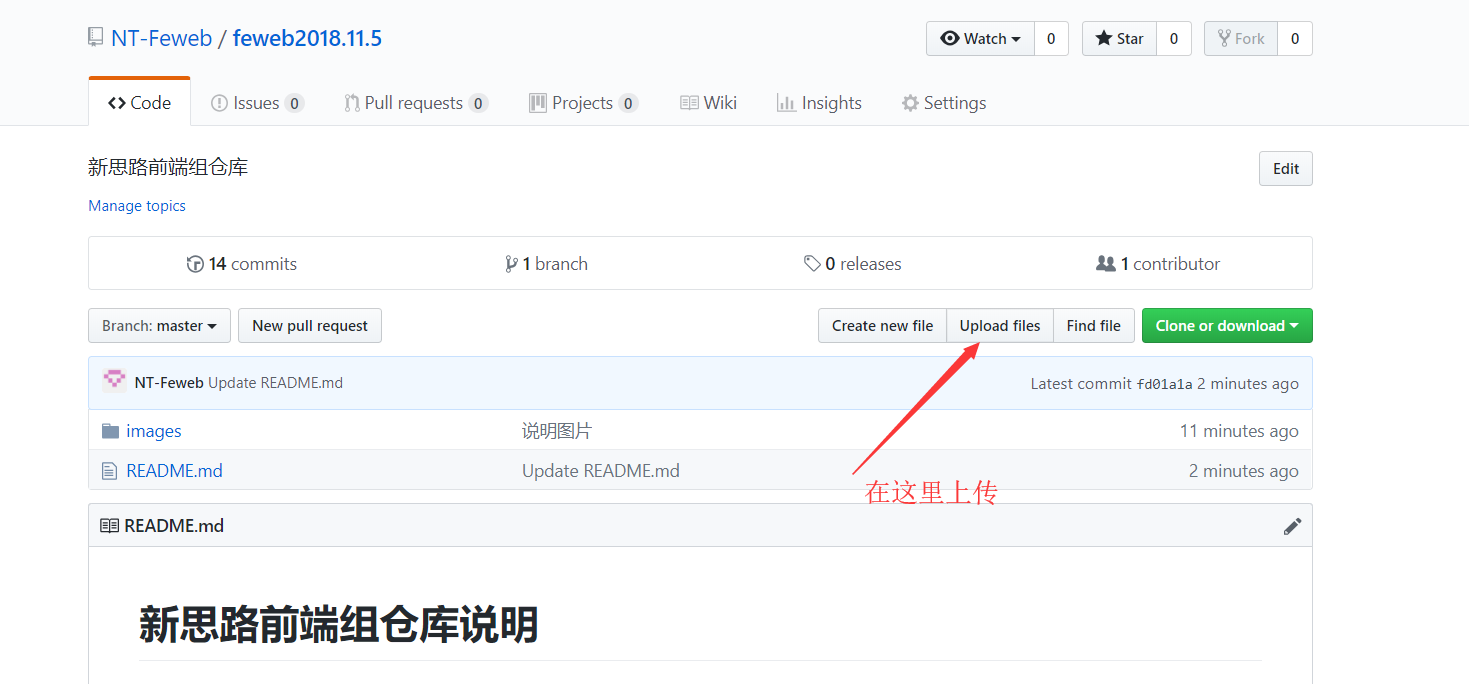 NT-Feweb / feweb2018.11.5
Watch 0 Star 0 Fork 0
Code Issues 0 Pull requests 0 Projects 0 Wiki Insights Settings
新思路前端组仓库 Edit
Manage topics
14 commits 1 branch 0 releases 1 contributor
Branch: master New pull request Create new file Upload files Find file Clone or download
NT-Feweb Update README.md Latest commit fd01a1a 2 minutes ago
images 说明图片 11 minutes ago
README.md Update README.md 2 minutes ago
在这里上传
README.md
新思路前端组仓库说明